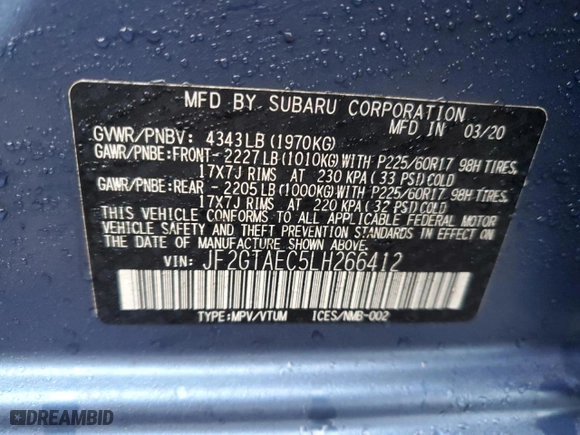 MFD BY SUBARU CORPORATION
MFD IN 03/20
GVWR/PNBV: 4343LB (1970KG)
GAWR/PNBE: FRONT- 2227 LB (1010KG) WITH P225/60R17 98H TIRES,
17X7J RIMS AT 230 KPA (33 PSI) COLD
GAWR/PNBE: REAR - 2205 LB (1000KG) WITH P225/60R17 98H TIRES,
17X7J RIMS AT 220 KPA (32 PSI) COLD
THIS VEHICLE CONFORMS TO ALL APPLICABLE FEDERAL MOTOR
VEHICLE SAFETY STANDARDS IN EFFECT ON THE DATE OF
MANUFACTURE SHOWN ABOVE.
VIN: JF2GTAEC5LH266412
TYPE:MPV/VTUM ICES/NMB-002
DREAMBID